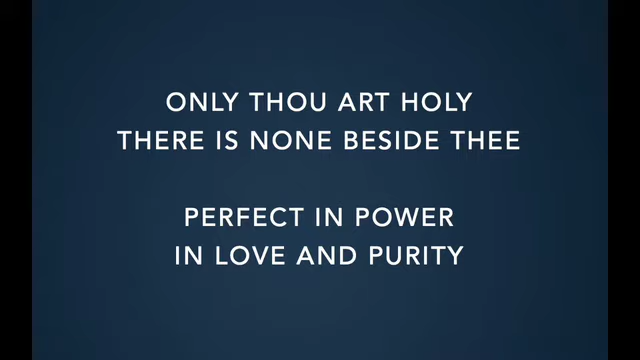 ONLY THOU ART HOLY
THERE IS NONE BESIDE THEE
PERFECT IN POWER
IN LOVE AND PURITY